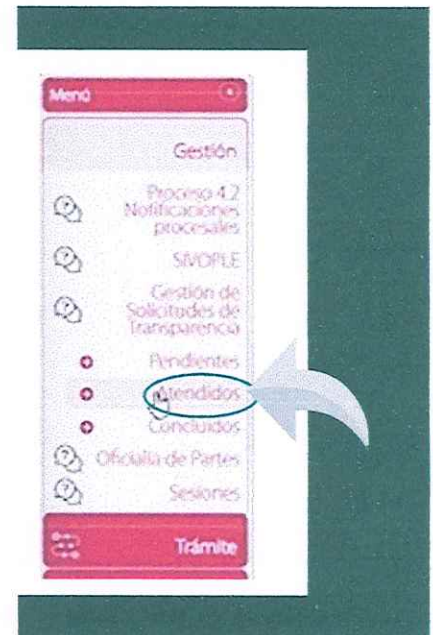 Menú
Gestión
Proceso 4.2
Notificaciones
procesales
SIVOPLE
Gestión de
Solicitudes de
Transparencia
Pendientes
Atendidos
Concluidos
Oficialía de Partes
Sesiones
Trámite